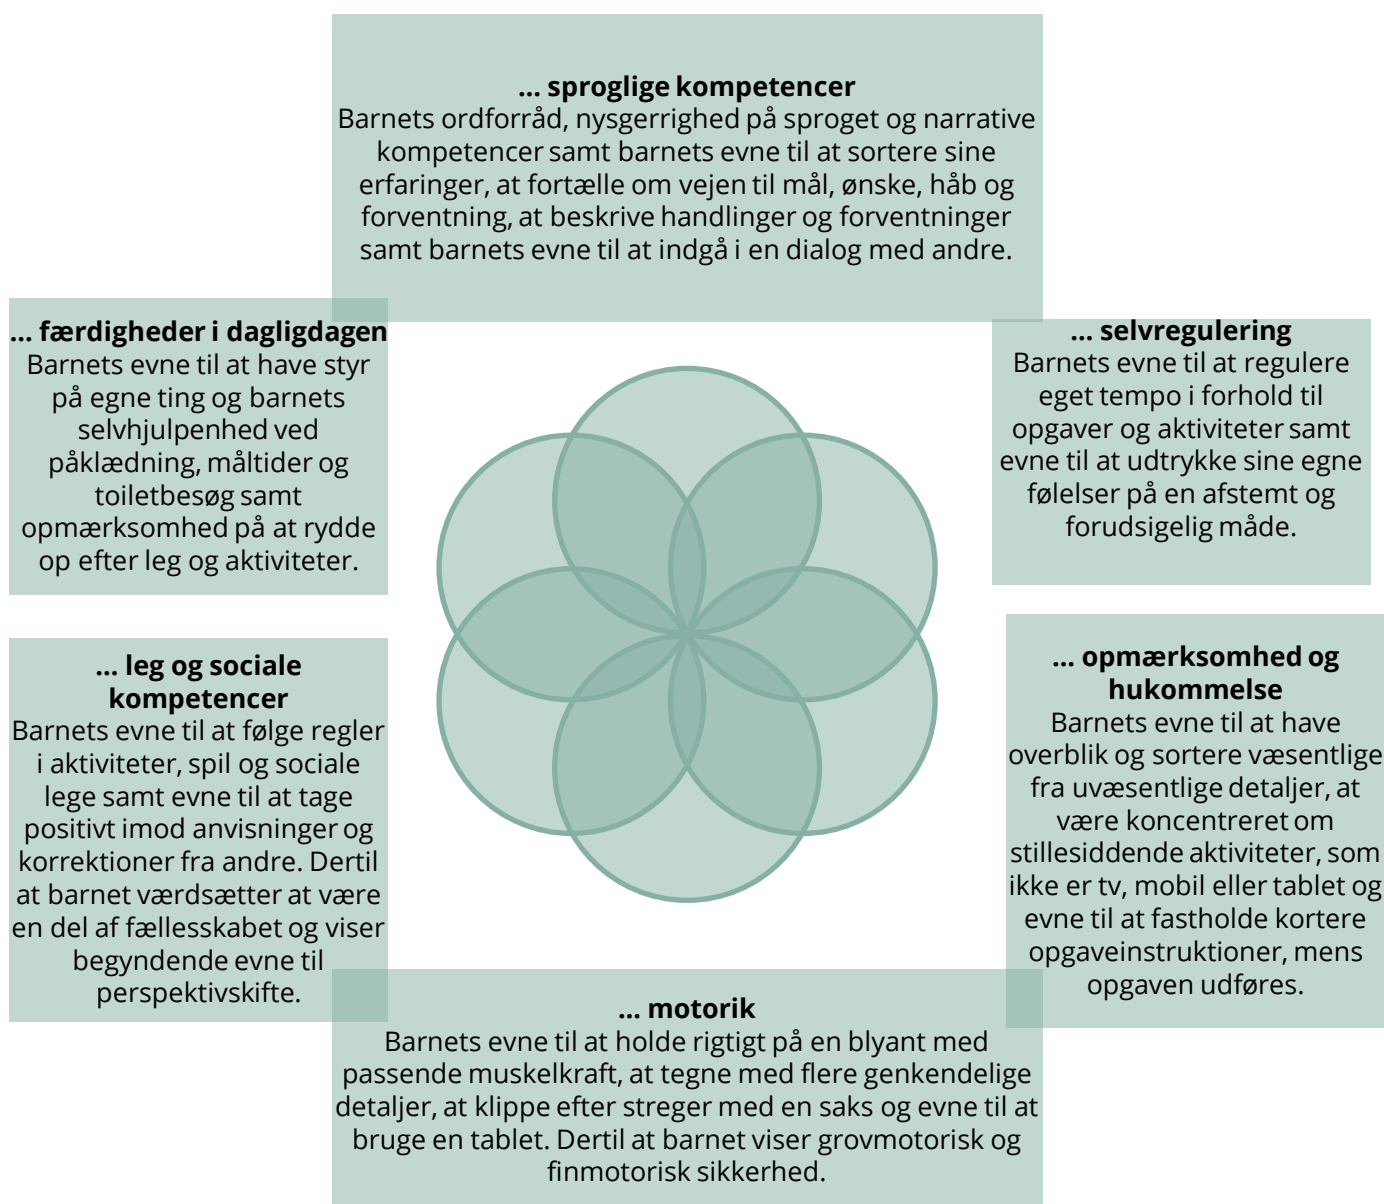 ... sproglige kompetencer
Barnets ordforråd, nysgerrighed på sproget og narrative
kompetencer samt barnets evne til at sortere sine
erfaringer, at fortælle om vejen til mål, ønske, håb og
forventning, at beskrive handlinger og forventninger
samt barnets evne til at indgå i en dialog med andre.
... færdigheder i dagligdagen
Barnets evne til at have styr
på egne ting og barnets
selvhjulpenhed ved
påklædning, måltider og
toiletbesøg samt
opmærksomhed på at rydde
op efter leg og aktiviteter.
... selvregulering
Barnets evne til at regulere
eget tempo i forhold til
opgaver og aktiviteter samt
evne til at udtrykke sine egne
følelser på en afstemt og
forudsigelig måde.
... leg og sociale
kompetencer
Barnets evne til at følge regler
i aktiviteter, spil og sociale
lege samt evne til at tage
positivt imod anvisninger og
korrektioner fra andre. Dertil
at barnet værdsætter at være
en del af fællesskabet og viser
begyndende evne til
perspektivskifte.
... opmærksomhed og
hukommelse
Barnets evne til at have
overblik og sortere væsentlige
fra uvæsentlige detaljer, at
være koncentreret om
stillesiddende aktiviteter, som
ikke er tv, mobil eller tablet og
evne til at fastholde kortere
opgaveinstruktioner, mens
opgaven udføres.
... motorik
Barnets evne til at holde rigtigt på en blyant med
passende muskelkraft, at tegne med flere genkendelige
detaljer, at klippe efter streger med en saks og evne til at
bruge en tablet. Dertil at barnet viser grovmotorisk og
finmotorisk sikkerhed.